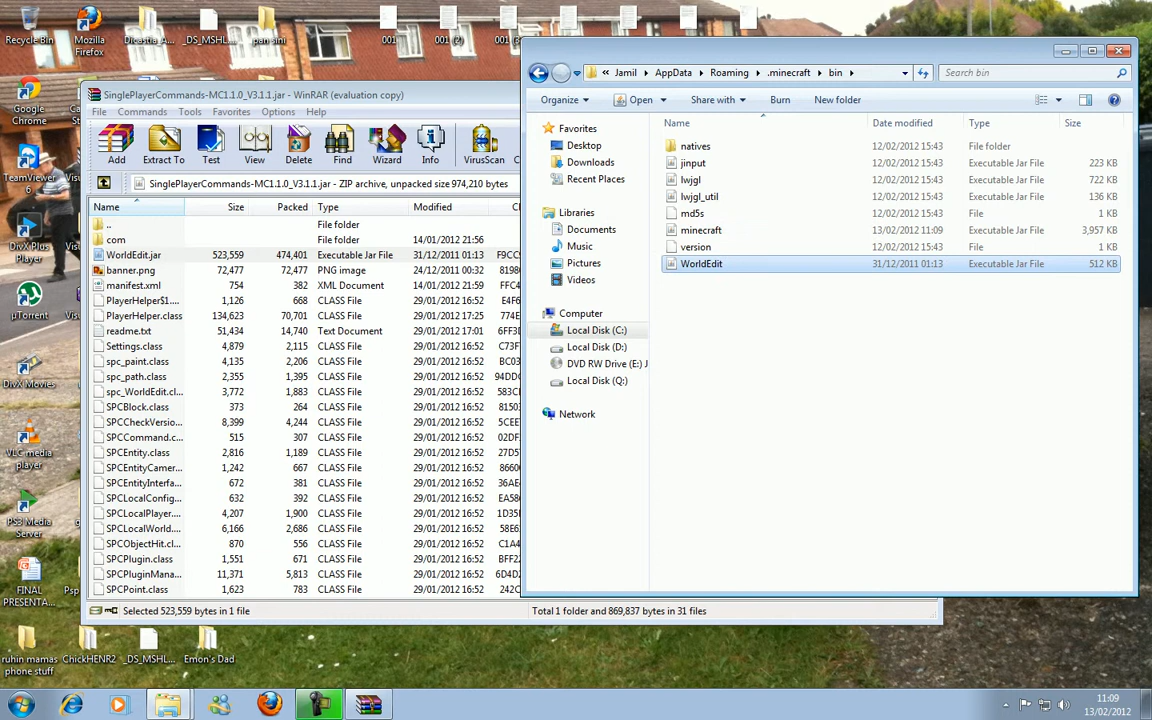 Recycle Bin
Mozilla Firefox
Dicastia_A...
_DS_MSHL...
pan sini
001
001 (2)
Google Chrome
TeamViewer 6
DivX Plus Player
µTorrent
DivX Movies
VLC media player
PS3 Media Server
FINAL PRESENTA...
ruhin mamas phone stuff
ChickHENR2
_DS_MSHL...
Emon's Dad
SinglePlayerCommands-MC1.1.0_V3.1.1.jar - WinRAR (evaluation copy)
File Commands Tools Favorites Options Help
Add Extract To Test View Delete Find Wizard Info VirusScan
SinglePlayerCommands-MC1.1.0_V3.1.1.jar - ZIP archive, unpacked size 974,210 bytes
Name Size Packed Type Modified
.. File folder
com File folder 14/01/2012 21:56
WorldEdit.jar 523,559 474,401 Executable Jar File 31/12/2011 01:13 F9CC9
banner.png 72,477 72,477 PNG image 24/12/2011 00:32
manifest.xml 754 382 XML Document 14/01/2012 21:59
PlayerHelper$1.... 1,126 668 CLASS File 29/01/2012 16:52
PlayerHelper.class 134,623 70,701 CLASS File 29/01/2012 17:25
readme.txt 51,434 14,740 Text Document 29/01/2012 16:51
Settings.class 4,879 2,115 CLASS File 29/01/2012 16:52
spc_paint.class 4,135 2,206 CLASS File 29/01/2012 16:52
spc_path.class 2,355 1,395 CLASS File 29/01/2012 16:52
spc_WorldEdit.cl... 3,772 1,883 CLASS File 29/01/2012 16:52
SPCBlock.class 373 264 CLASS File 29/01/2012 16:52
SPCCheckVersio... 8,399 4,244 CLASS File 29/01/2012 16:52
SPCCommand.c... 515 307 CLASS File 29/01/2012 16:52
SPCEntity.class 2,816 1,189 CLASS File 29/01/2012 16:52
SPCEntityCamer... 1,242 667 CLASS File 29/01/2012 16:52
SPCEntityInterfa... 672 381 CLASS File 29/01/2012 16:52
SPCLocalConfig... 632 392 CLASS File 29/01/2012 16:52
SPCLocalPlayer.... 4,207 1,900 CLASS File 29/01/2012 16:52
SPCLocalWorld... 6,166 2,686 CLASS File 29/01/2012 16:52
SPCObjectHit.cl... 870 556 CLASS File 29/01/2012 16:52
SPCPlugin.class 1,551 671 CLASS File 29/01/2012 16:52
SPCPluginMana... 11,371 5,813 CLASS File 29/01/2012 16:52
SPCPoint.class 1,623 783 CLASS File 29/01/2012 16:52
Selected 523,559 bytes in 1 file Total 1 folder and 869,837 bytes in 31 files
« Jamil AppData Roaming .minecraft bin Search bin
Organize Open Share with Burn New folder
Favorites
Desktop
Downloads
Recent Places
Libraries
Documents
Music
Pictures
Videos
Computer
Local Disk (C:)
Local Disk (D:)
DVD RW Drive (E:) J
Local Disk (Q:)
Network
Name Date modified Type Size
natives 12/02/2012 15:43 File folder
jinput 12/02/2012 15:43 Executable Jar File 223 KB
lwjgl 12/02/2012 15:43 Executable Jar File 722 KB
lwjgl_util 12/02/2012 15:43 Executable Jar File 136 KB
md5s 12/02/2012 15:43 File 1 KB
minecraft 13/02/2012 11:09 Executable Jar File 3,957 KB
version 12/02/2012 15:43 File 1 KB
WorldEdit 31/12/2011 01:13 Executable Jar File 512 KB
11:09
13/02/2012